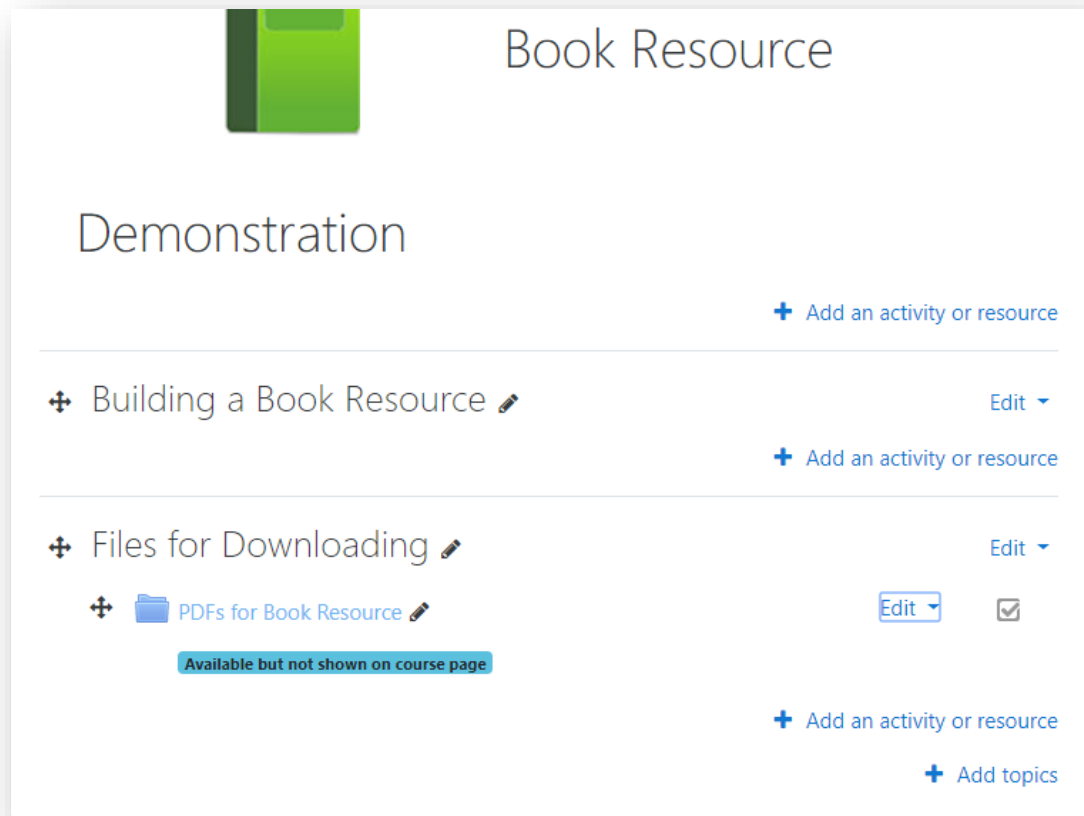 Book Resource
Demonstration
Add an activity or resource
Building a Book Resource
Edit
Add an activity or resource
Files for Downloading
Edit
PDFs for Book Resource
Edit
Available but not shown on course page
Add an activity or resource
Add topics